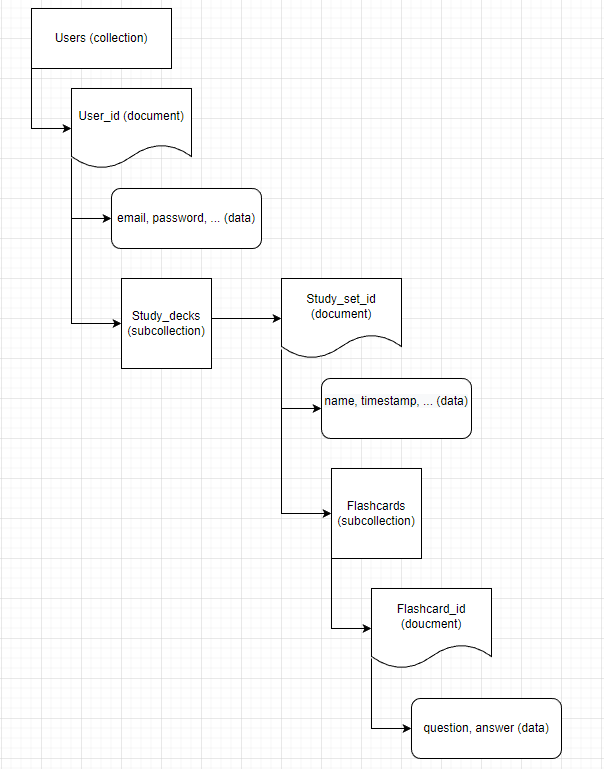 Users (collection)
User_id (document)
email, password, ... (data)
Study_decks
(subcollection)
Study_set_id
(document)
name, timestamp, ... (data)
Flashcards
(subcollection)
Flashcard_id
(doucment)
question, answer (data)